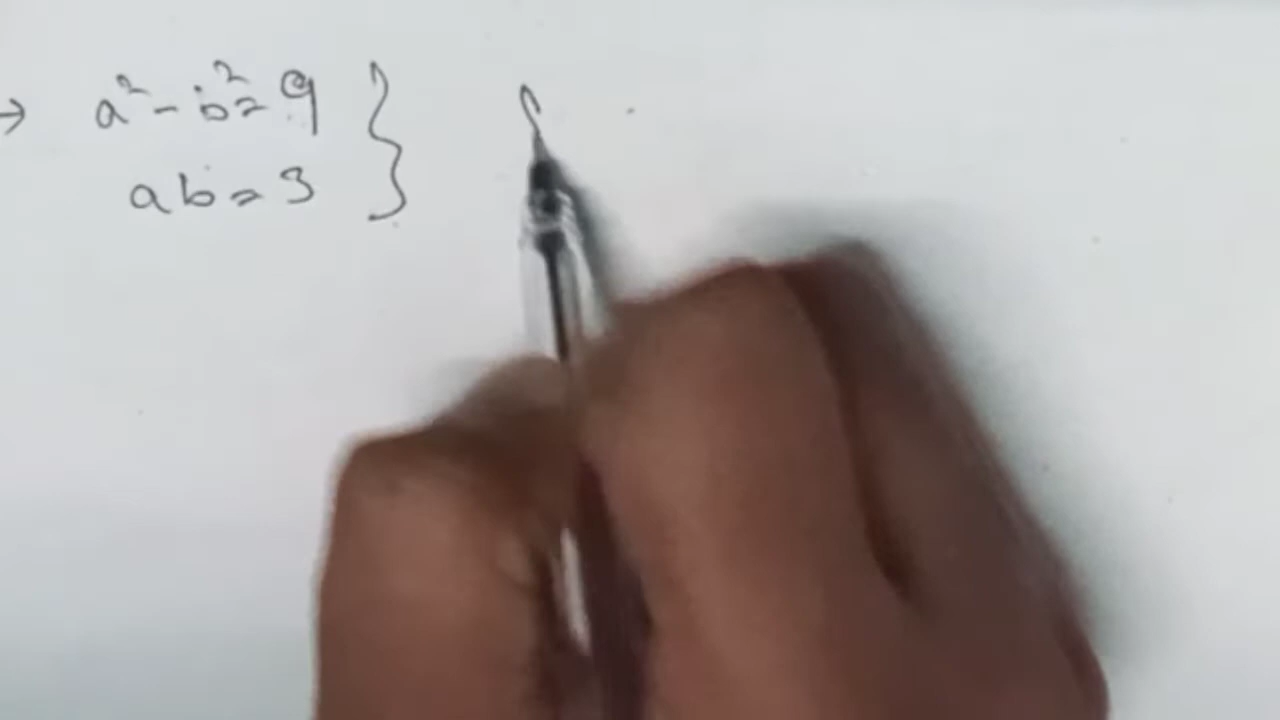 → a² - b² = 9 }
ab = 3